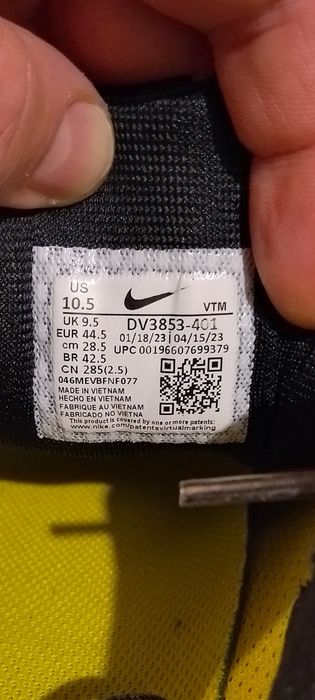 US
10.5
VTM
UK 9.5
DV3853-401
EUR 44.5
01/18/23 04/15/23
cm 28.5
UPC 00196607699379
BR 42.5
CN 285(2.5)
046MEVBFNF077
MADE IN VIETNAM
HECHO EN VIETNAM
FABRIQUE AU VIETNAM
FABRICADO NO VIETNA
This product is covered by one or more patents:
www.nike.com/patentsvirtualmarking